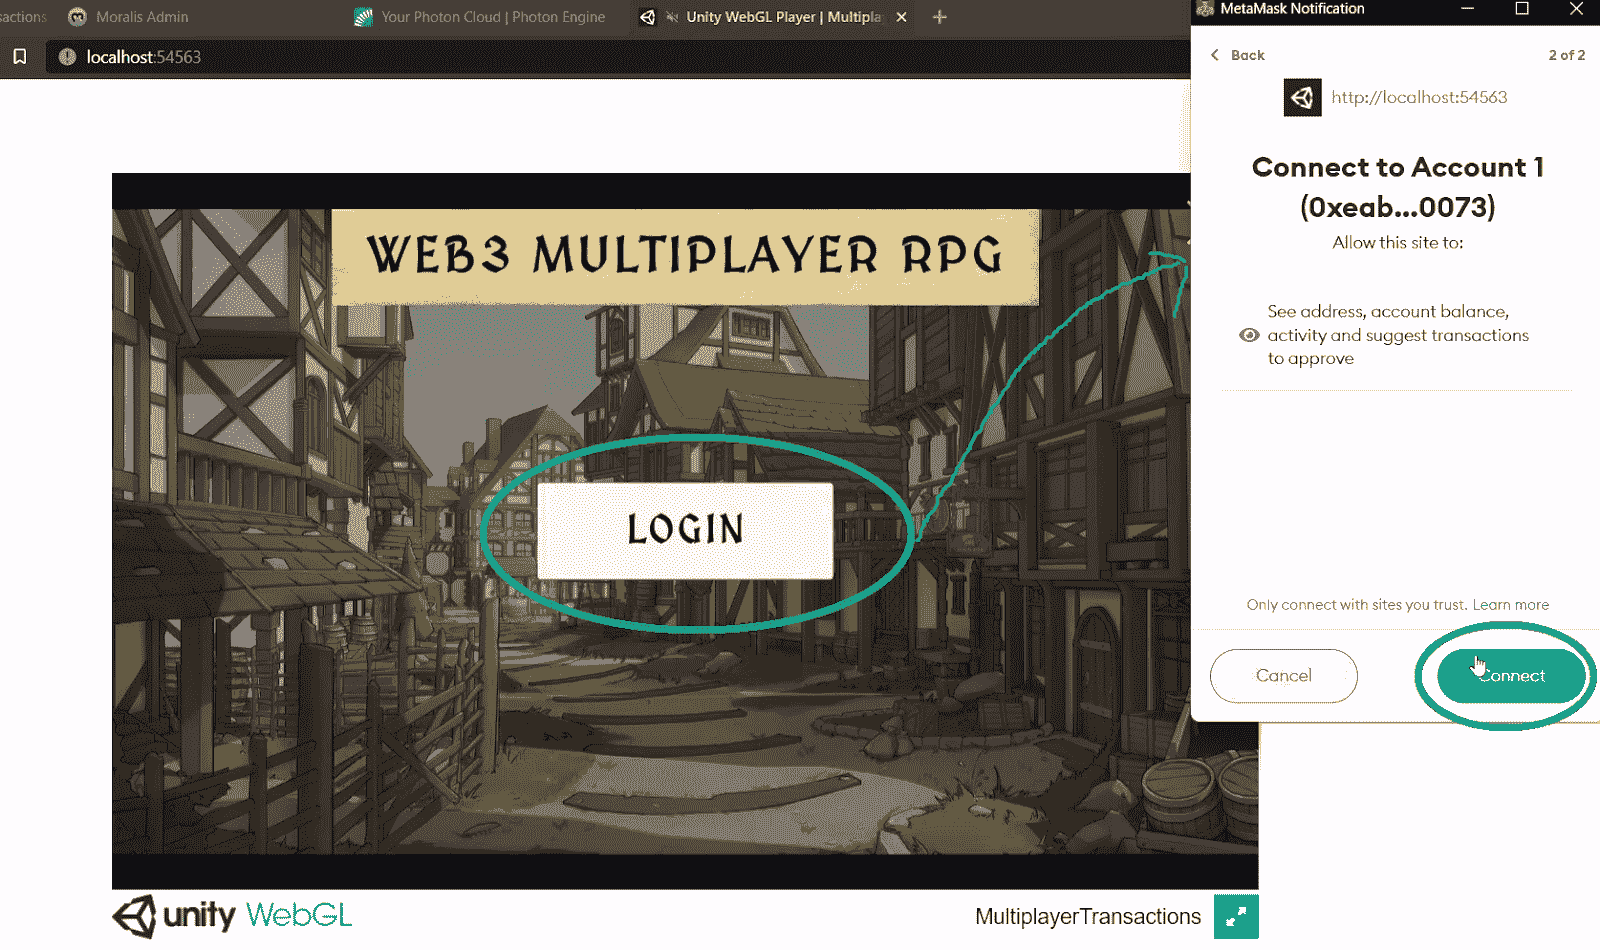 sactions
Moralis Admin
Your Photon Cloud | Photon Engine
Unity WebGL Player | Multipla
localhost:54563
MetaMask Notification
Back
2 of 2
http://localhost:54563
Connect to Account 1
(0xeab...0073)
Allow this site to:
See address, account balance,
activity and suggest transactions
to approve
Only connect with sites you trust. Learn more
Cancel
Connect
WEB3 MULTIPLAYER RPG
LOGIN
unity WebGL
MultiplayerTransactions